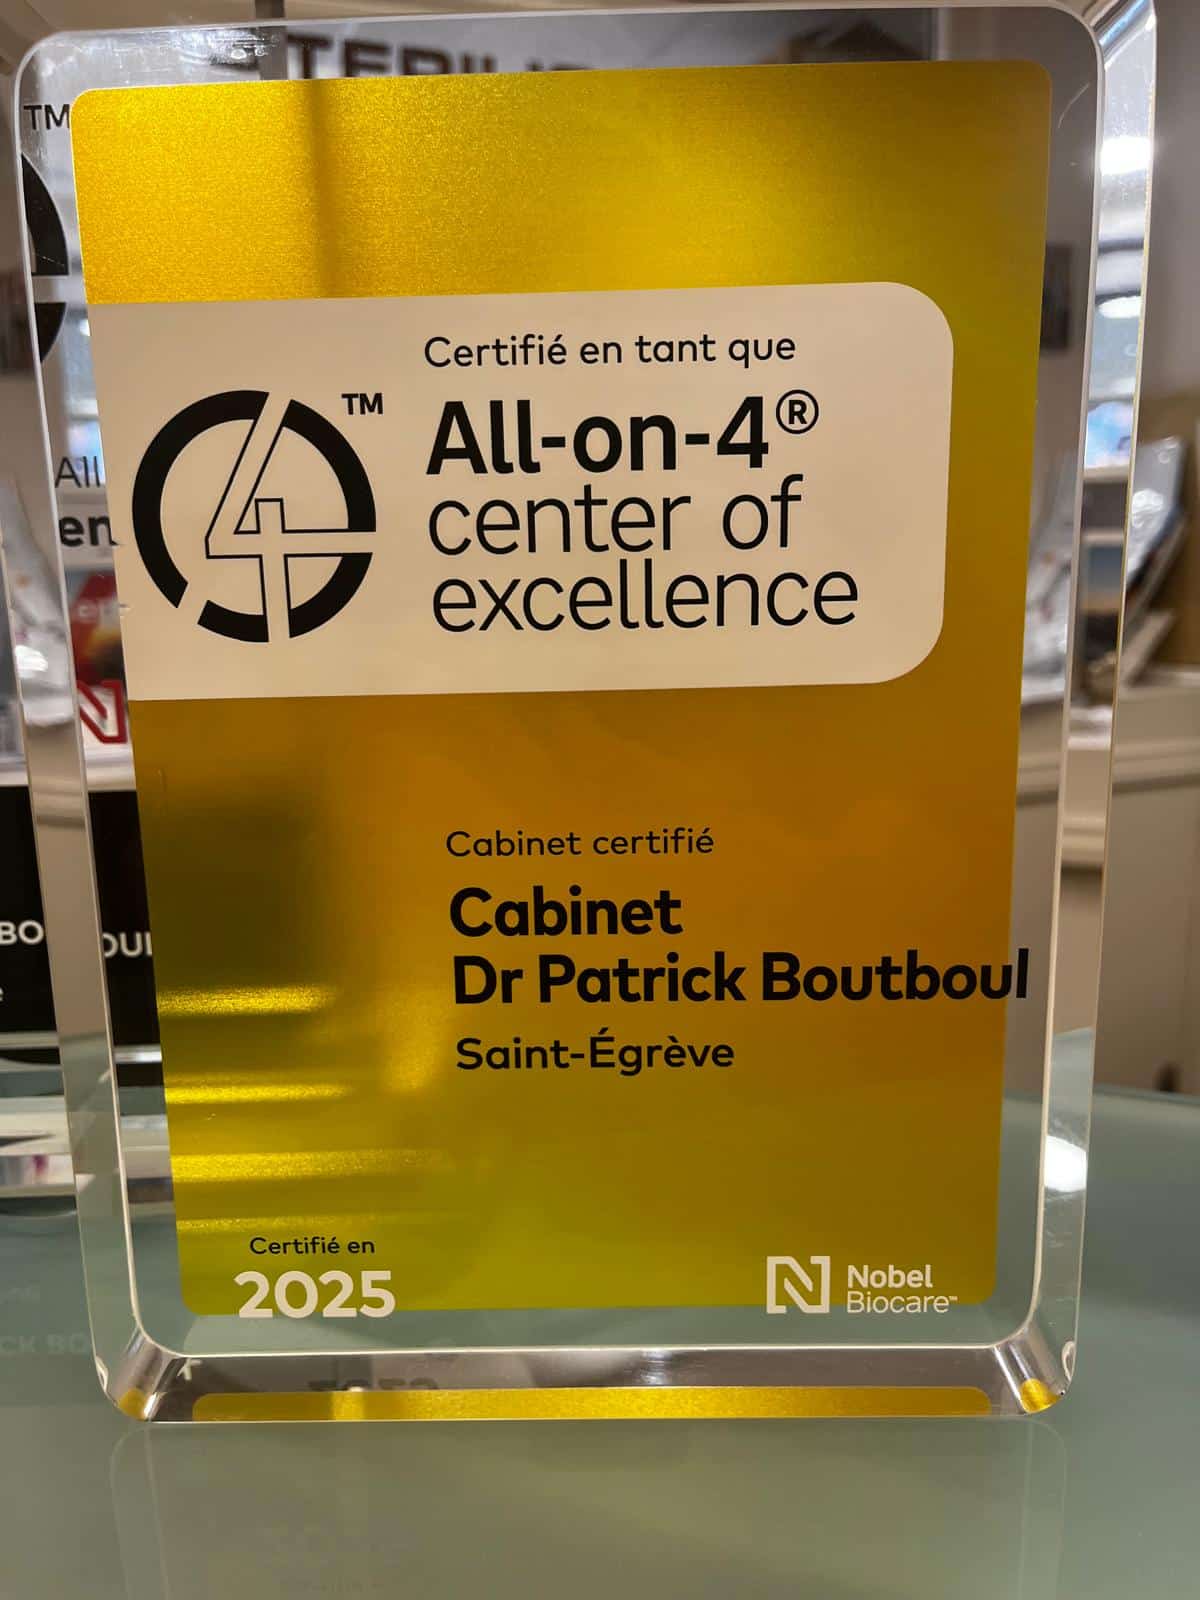 Certifié en tant que
4™
All-on-4®
center of
excellence
Cabinet certifié
Cabinet
Dr Patrick Boutboul
Saint-Égrève
Certifié en
2025
N Nobel
Biocare™